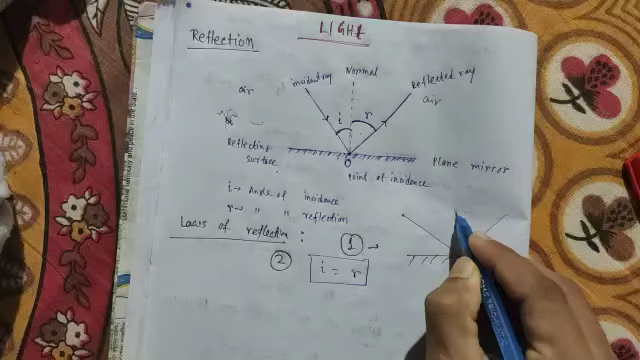 LIGHt
Reflection
incident ray Normal Reflected ray
air air
i r
Reflecting surface
Plane mirror
O
Point of incidence
i → Angle of incidence
r → " " reflection
Laws of reflection : ① →
② i = r